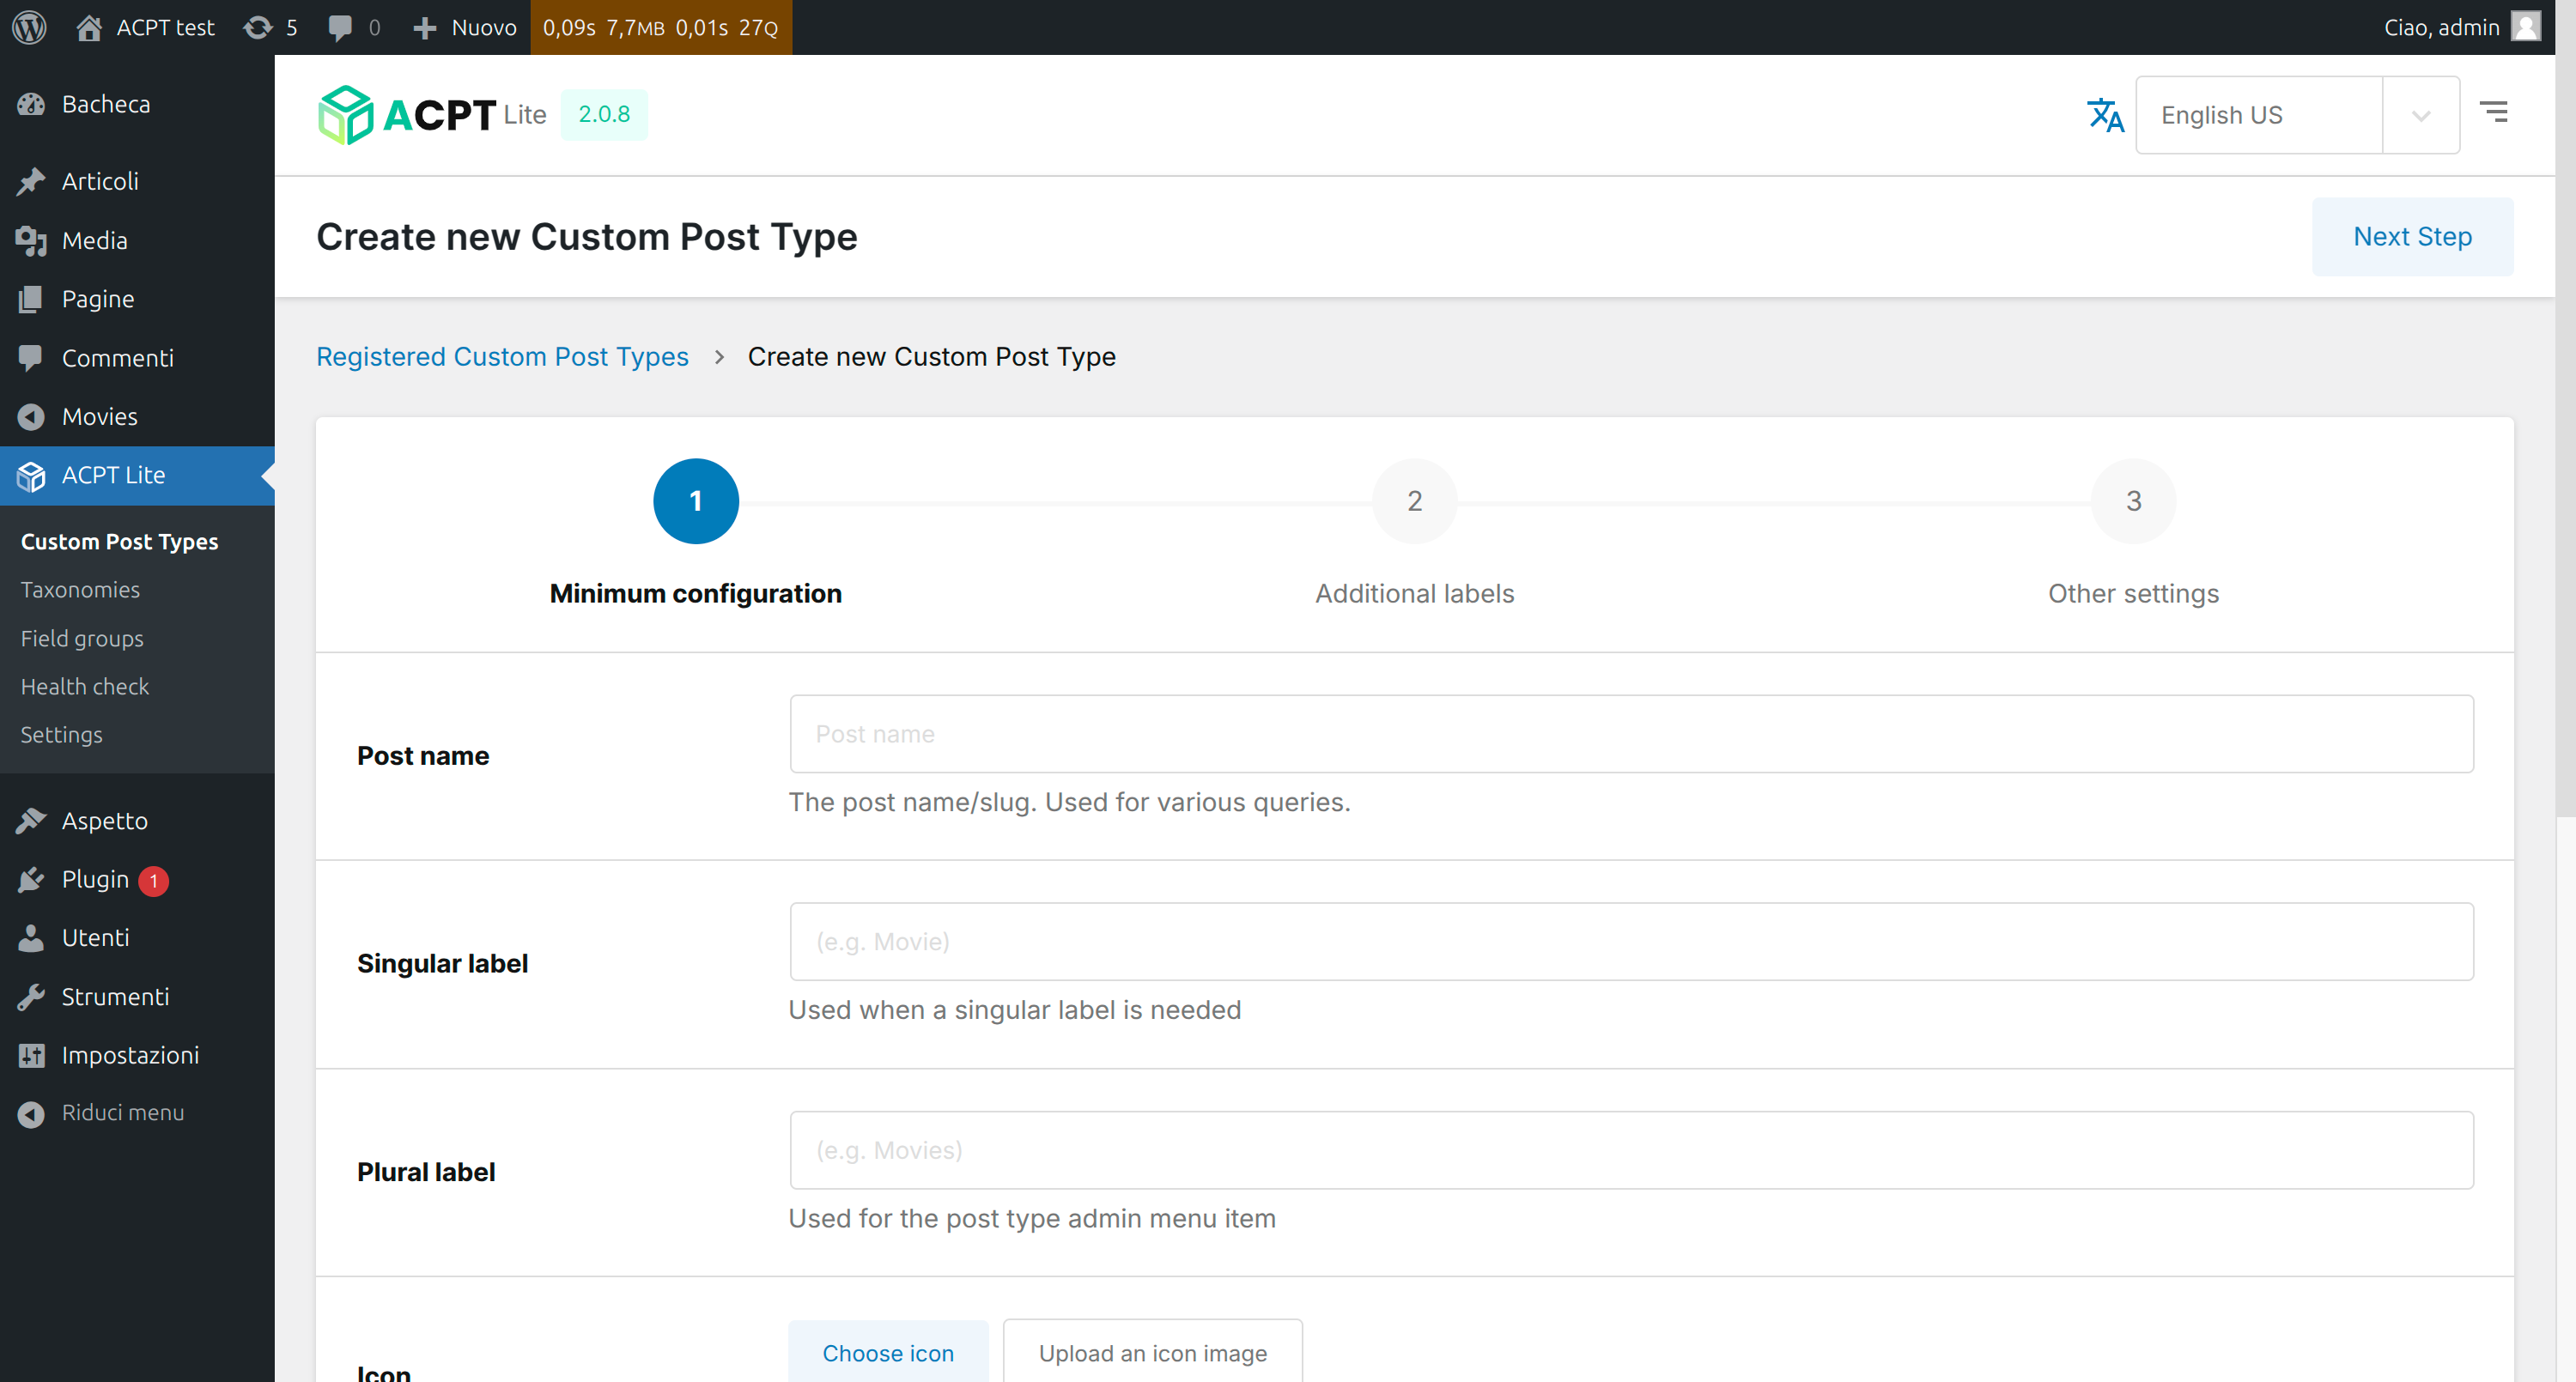 ACPT test 5 0 Nuovo 0,09s 7,7MB 0,01s 27Q Ciao, admin
Bacheca
Articoli
Media
Pagine
Commenti
Movies
ACPT Lite
Custom Post Types
Taxonomies
Field groups
Health check
Settings
Aspetto
Plugin 1
Utenti
Strumenti
Impostazioni
Riduci menu
ACPT Lite 2.0.8 English US
Create new Custom Post Type Next Step
Registered Custom Post Types > Create new Custom Post Type
1 2 3
Minimum configuration Additional labels Other settings
Post name
Post name
The post name/slug. Used for various queries.
Singular label
(e.g. Movie)
Used when a singular label is needed
Plural label
(e.g. Movies)
Used for the post type admin menu item
Icon
Choose icon Upload an icon image